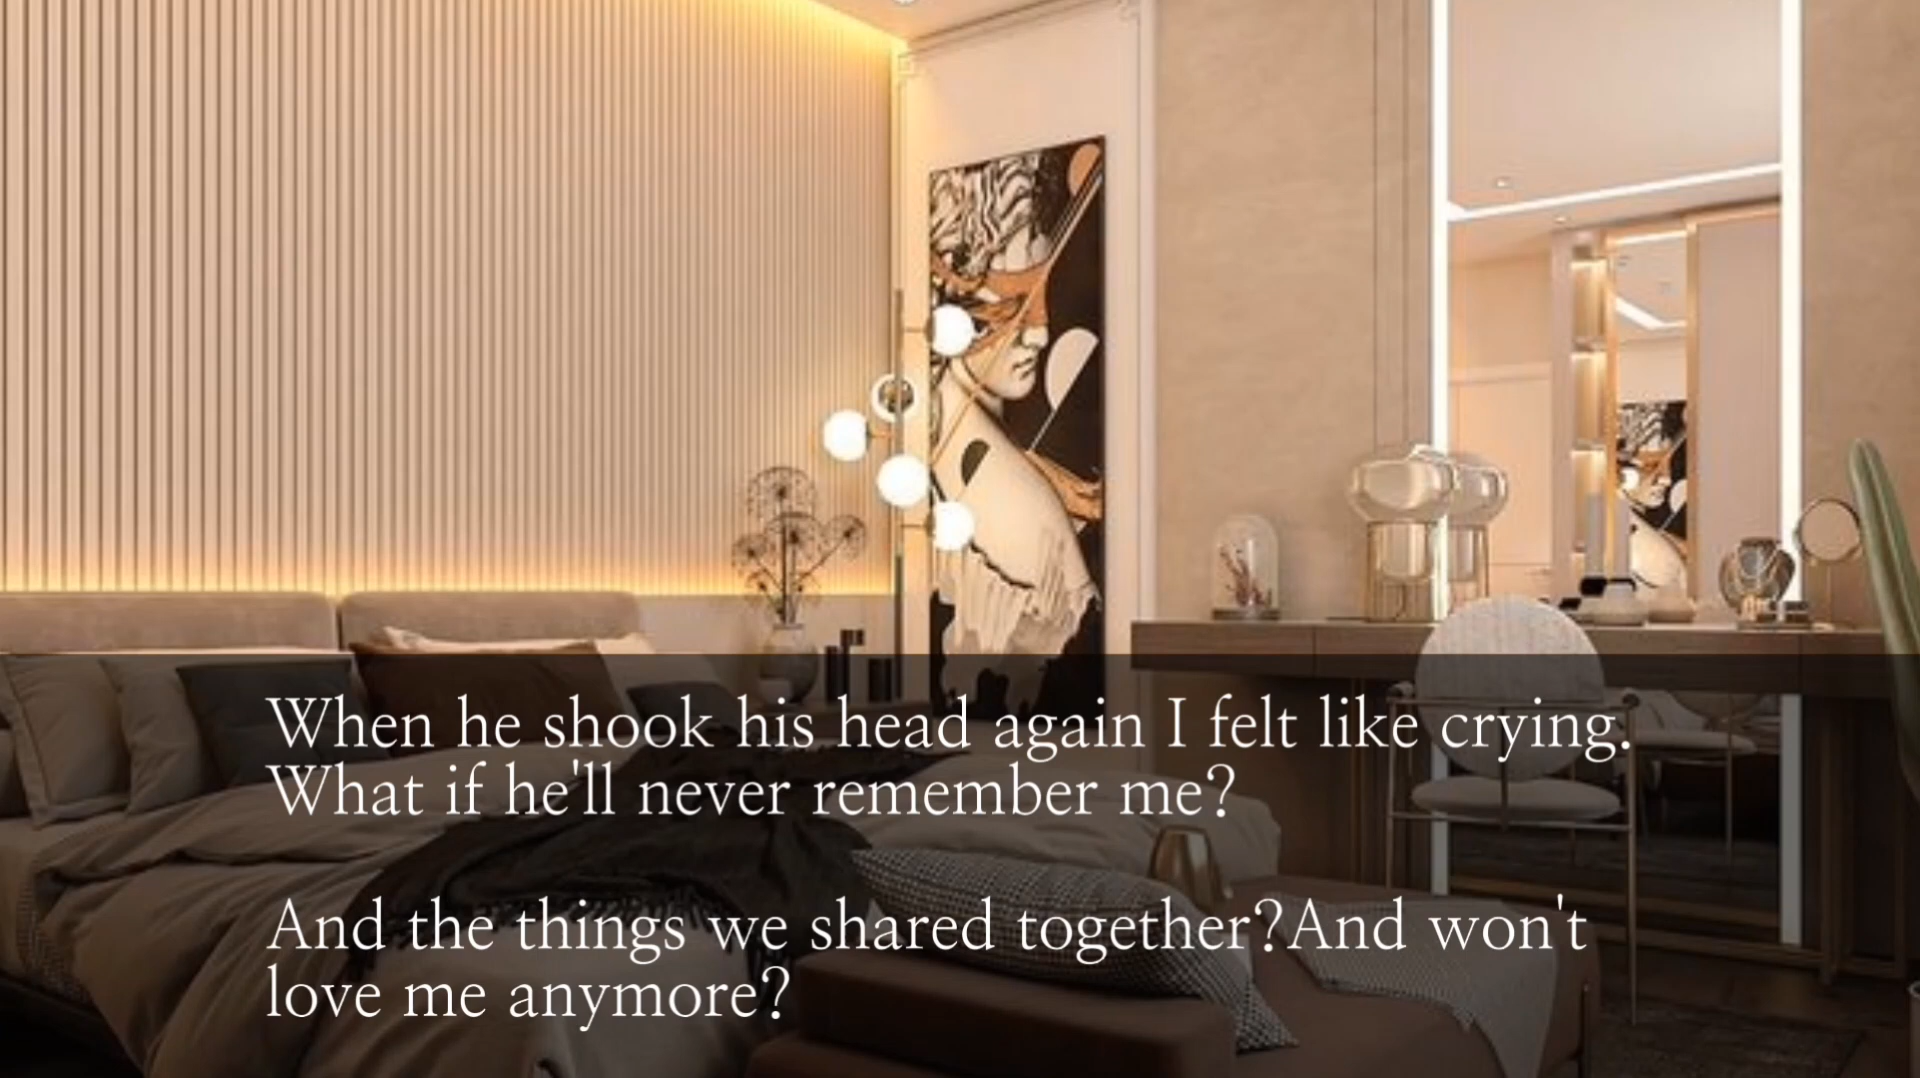 When he shook his head again I felt like crying.
What if he'll never remember me?
And the things we shared together?And won't
love me anymore?